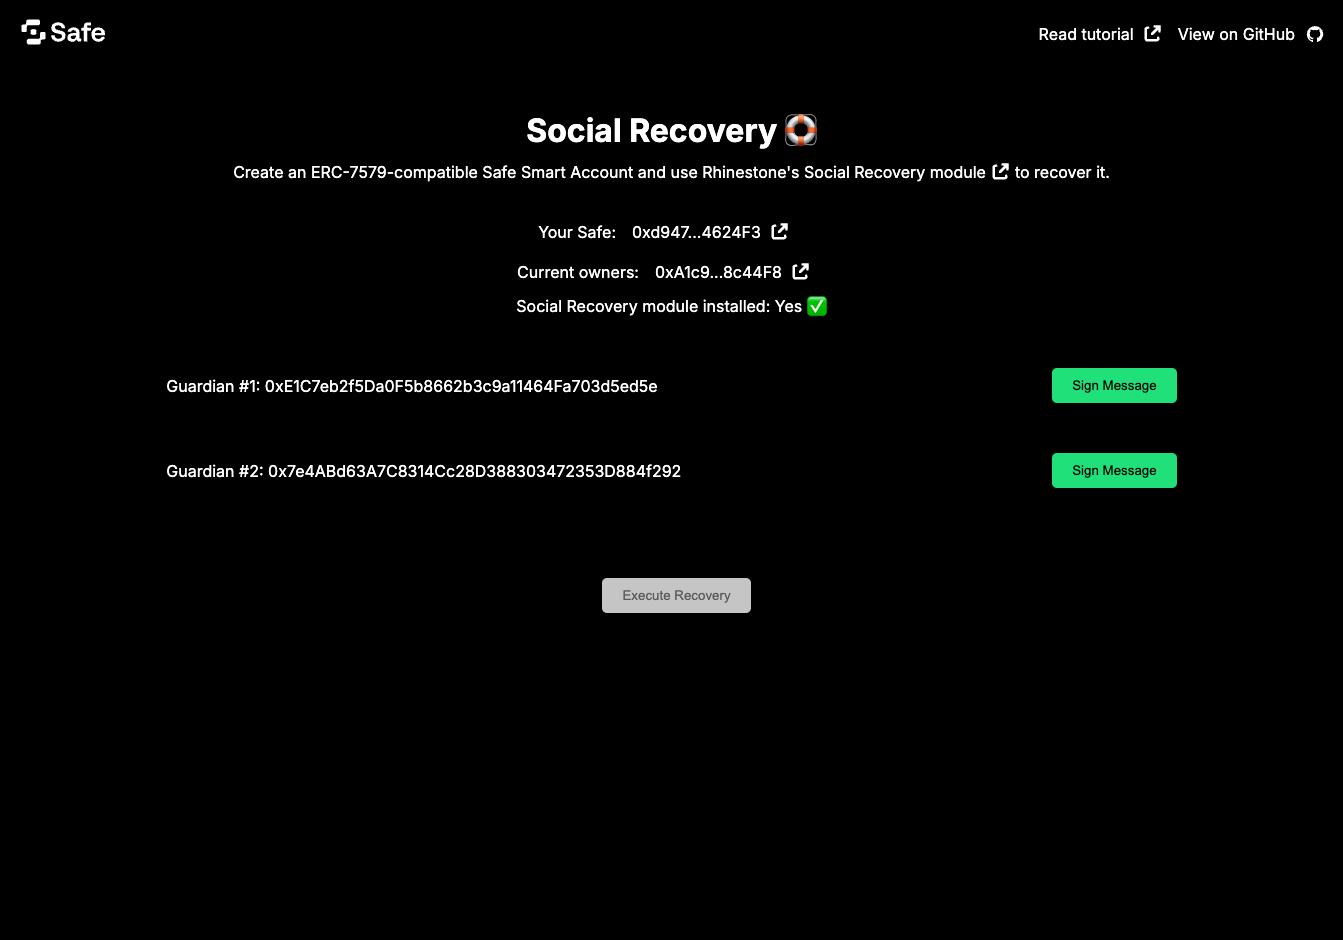 Safe
Read tutorial View on GitHub
Social Recovery
Create an ERC-7579-compatible Safe Smart Account and use Rhinestone's Social Recovery module to recover it.
Your Safe: 0xd947...4624F3
Current owners: 0xA1c9...8c44F8
Social Recovery module installed: Yes ✅
Guardian #1: 0xE1C7eb2f5Da0F5b8662b3c9a11464Fa703d5ed5e
Sign Message
Guardian #2: 0x7e4ABd63A7C8314Cc28D388303472353D884f292
Sign Message
Execute Recovery